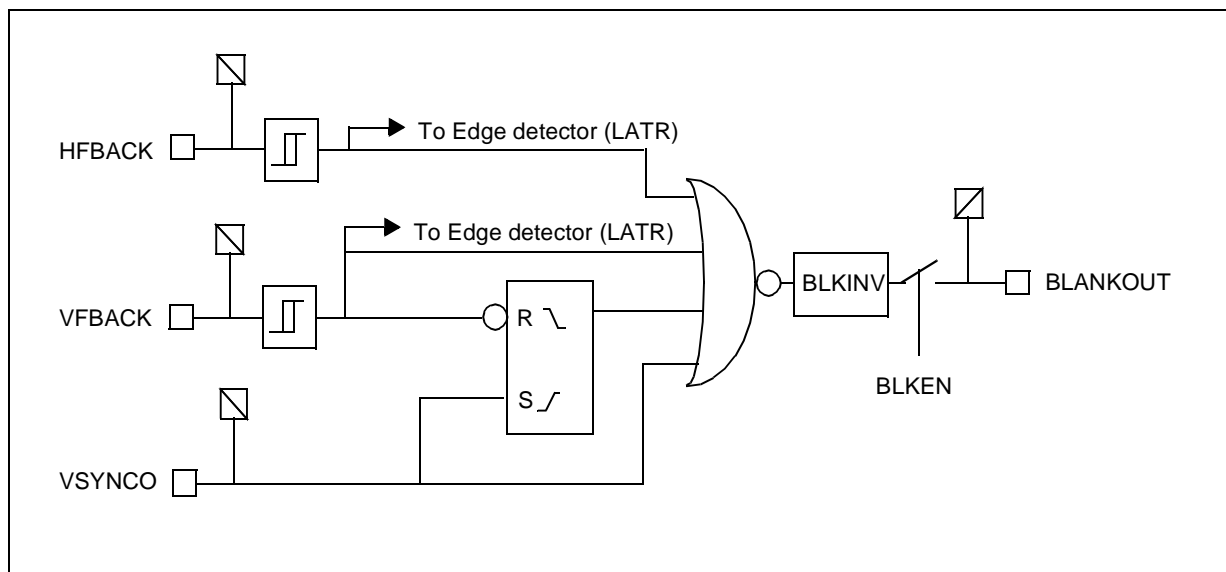 To Edge detector (LATR)
HFBACK
To Edge detector (LATR)
BLKINV
BLANKOUT
VFBACK
R
BLKEN
S
VSYNCO